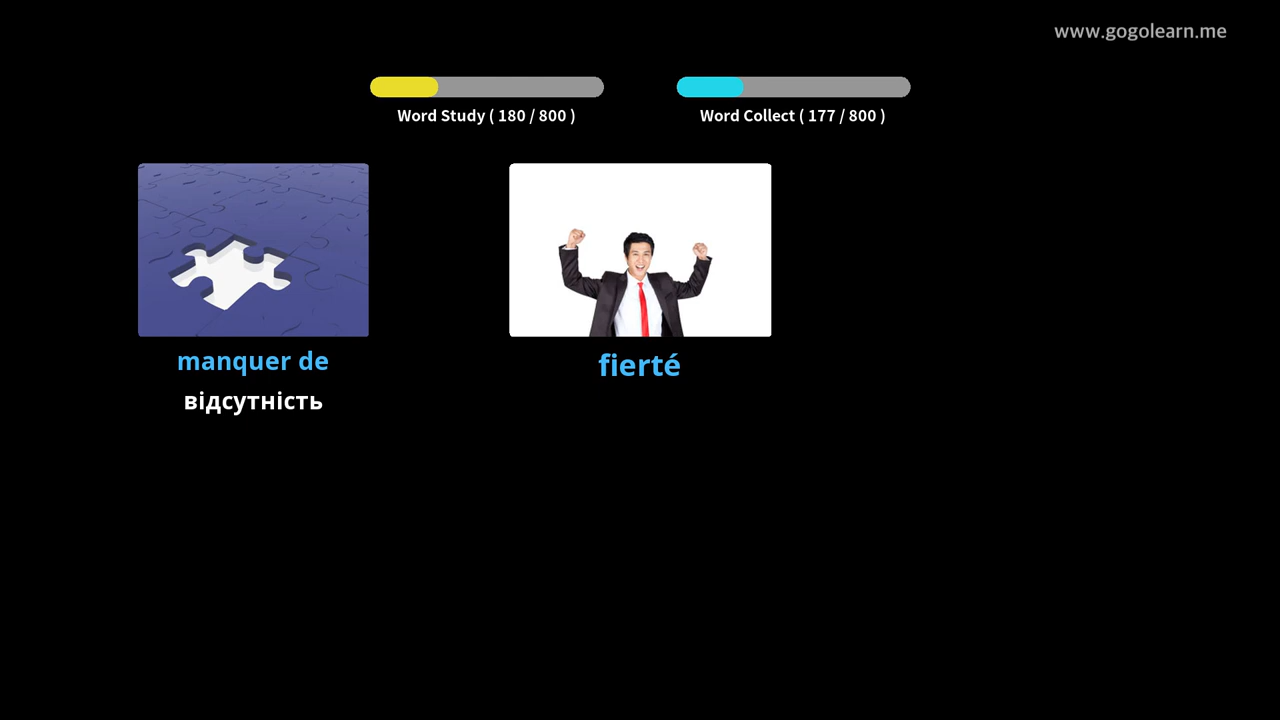 www.gogolearn.me
Word Study ( 180 / 800 )
Word Collect ( 177 / 800 )
manquer de
відсутність
fierté